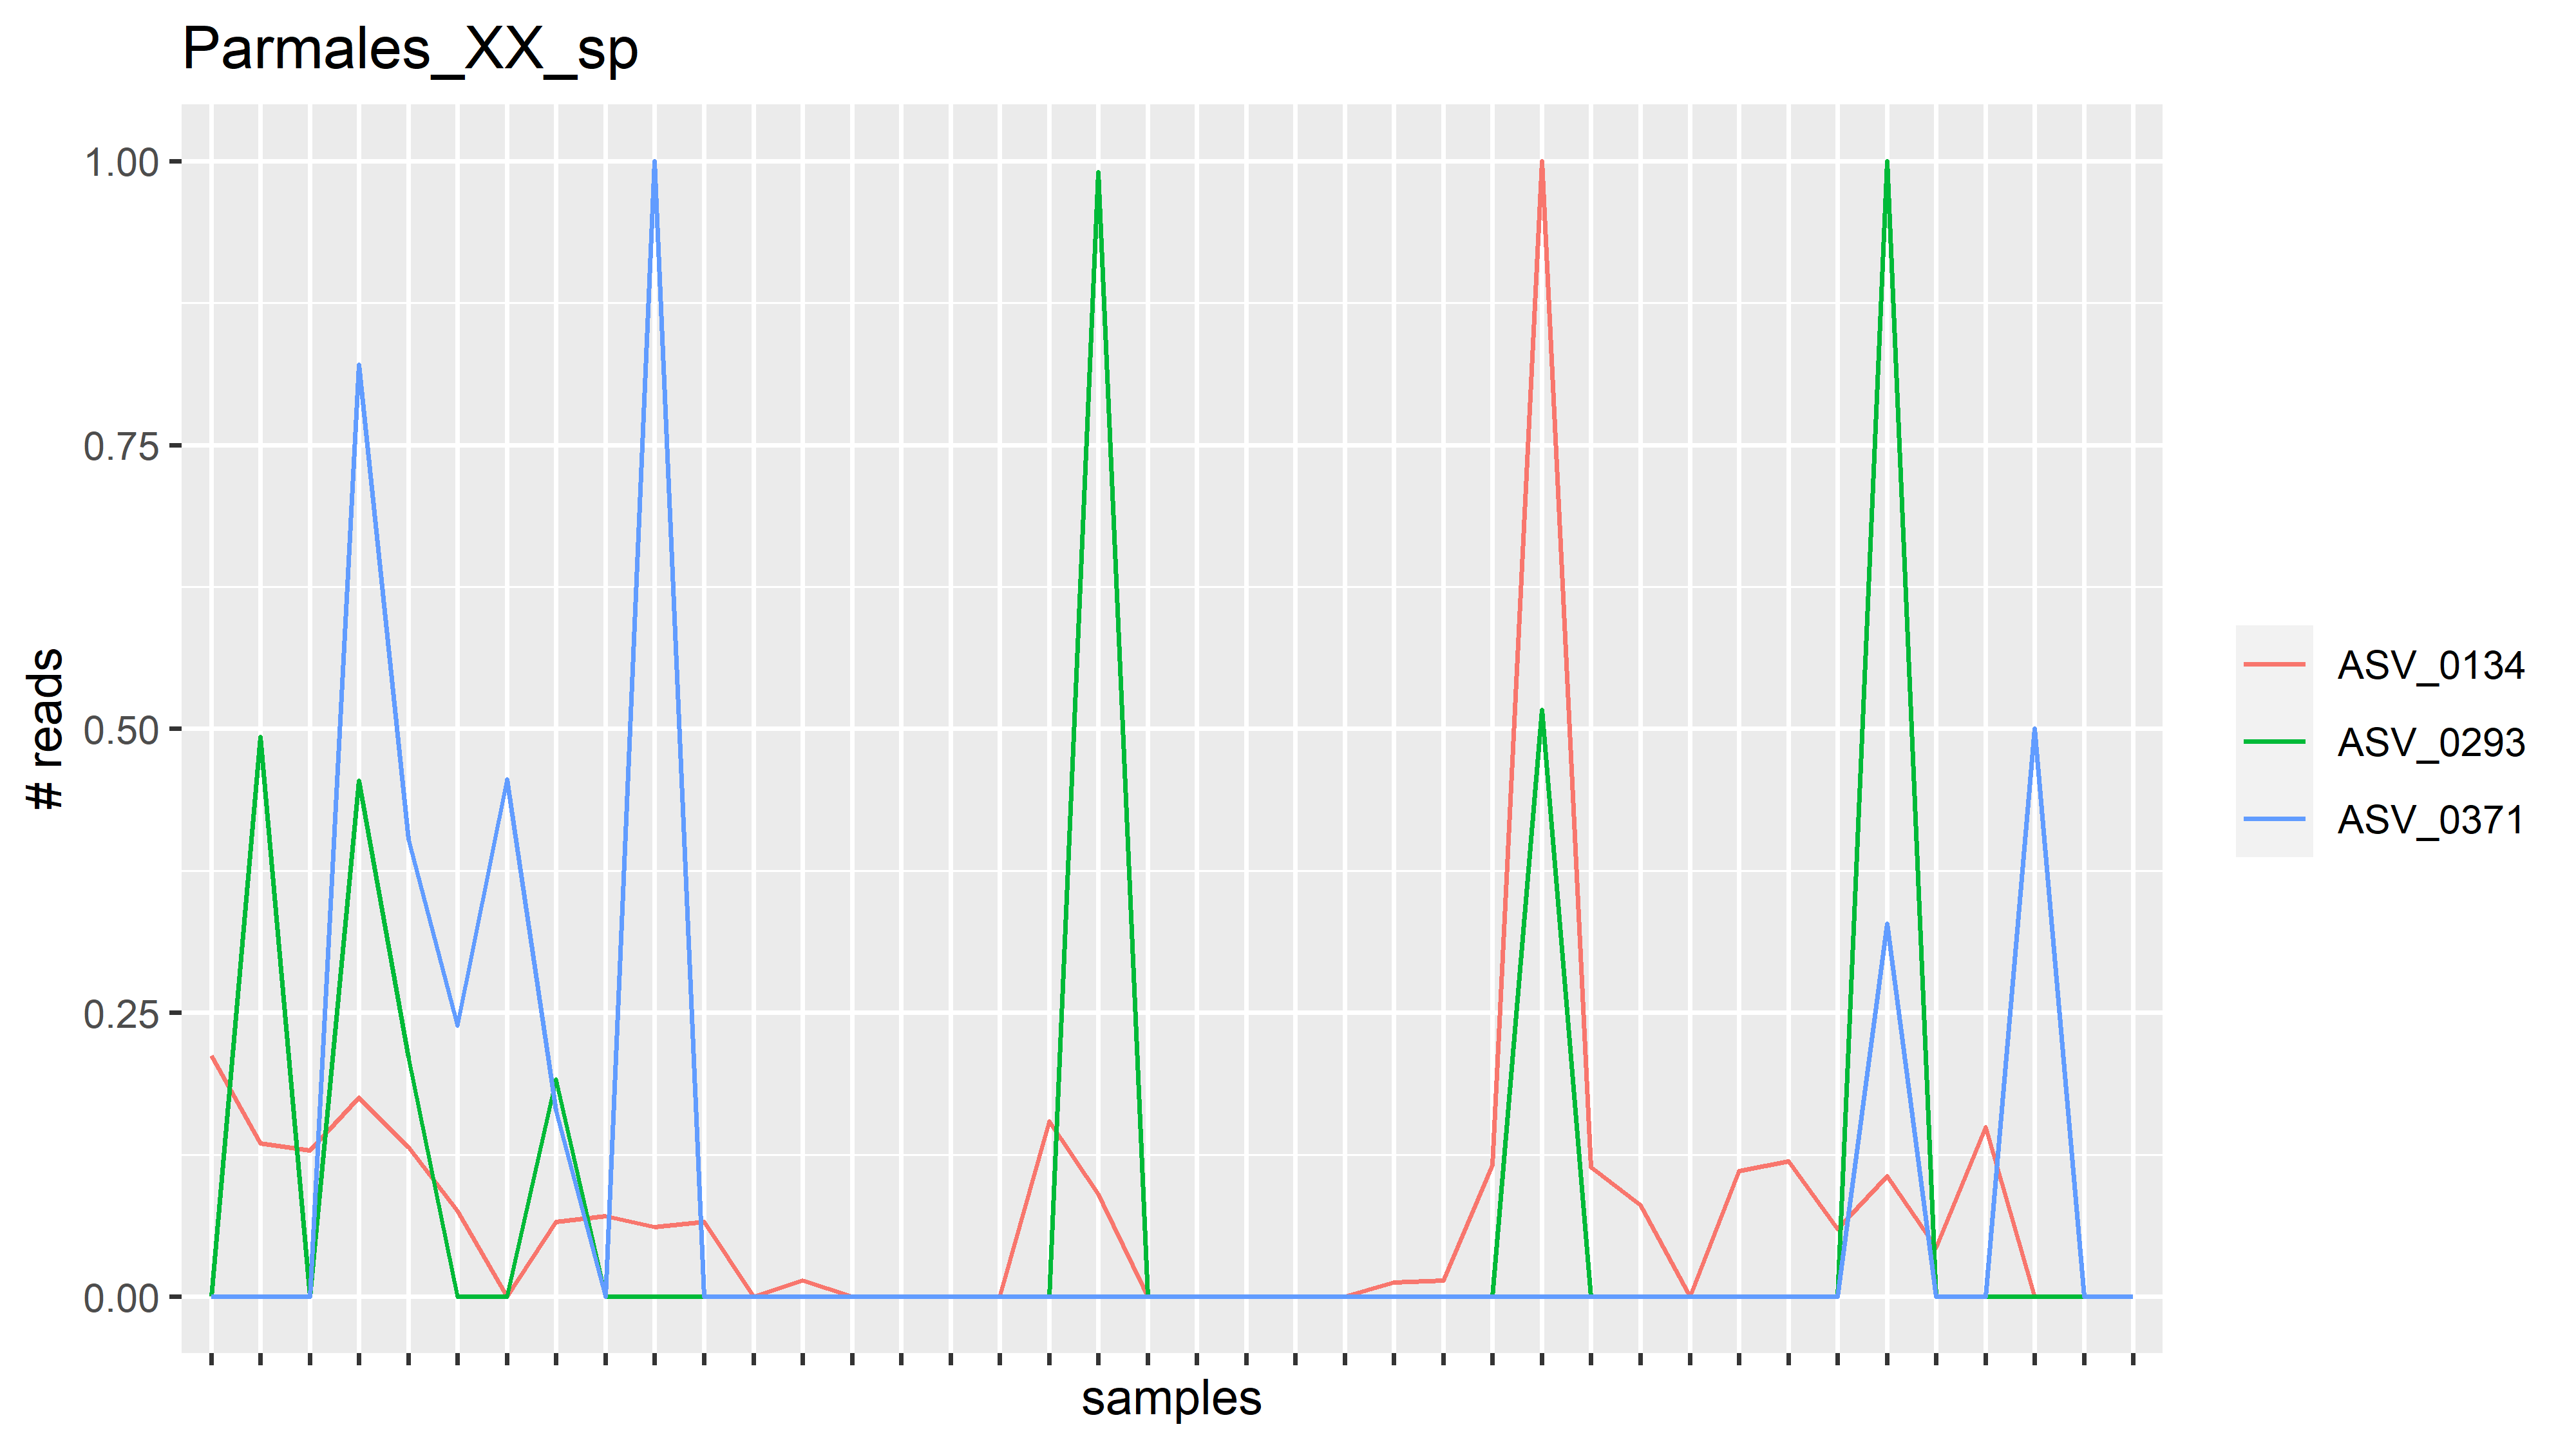 Parmales_XX_sp
1.00
0.75
0.50
0.25
0.00
# reads
samples
ASV_0134
ASV_0293
ASV_0371